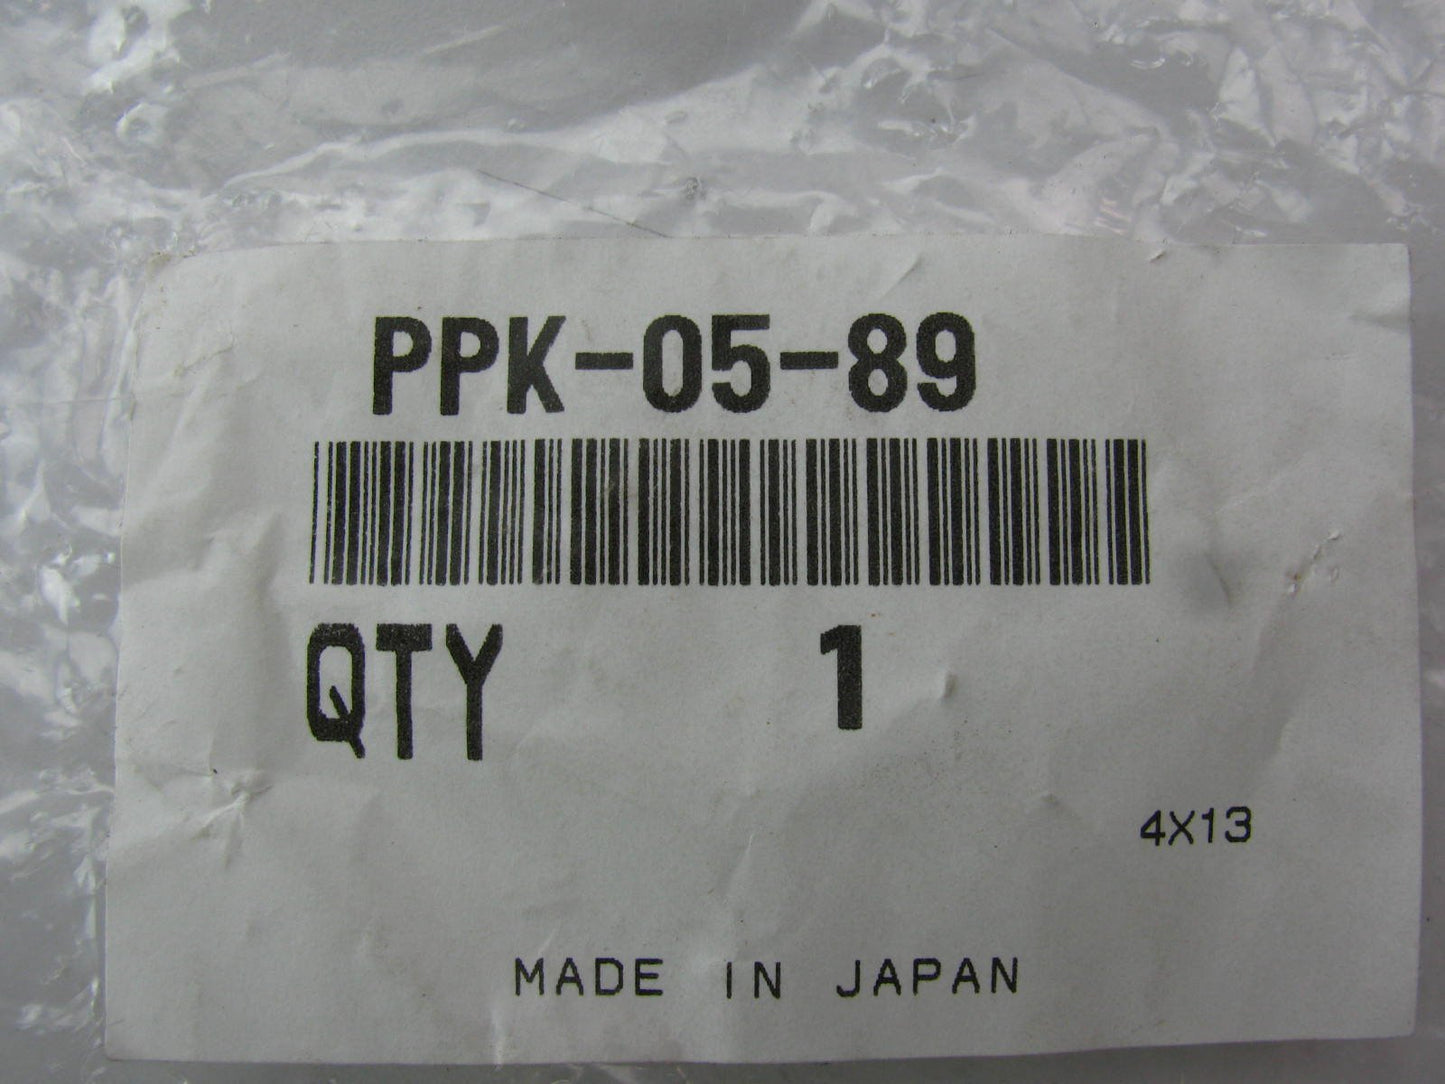 PPK-05-89
QTY 1
4X13
MADE IN JAPAN